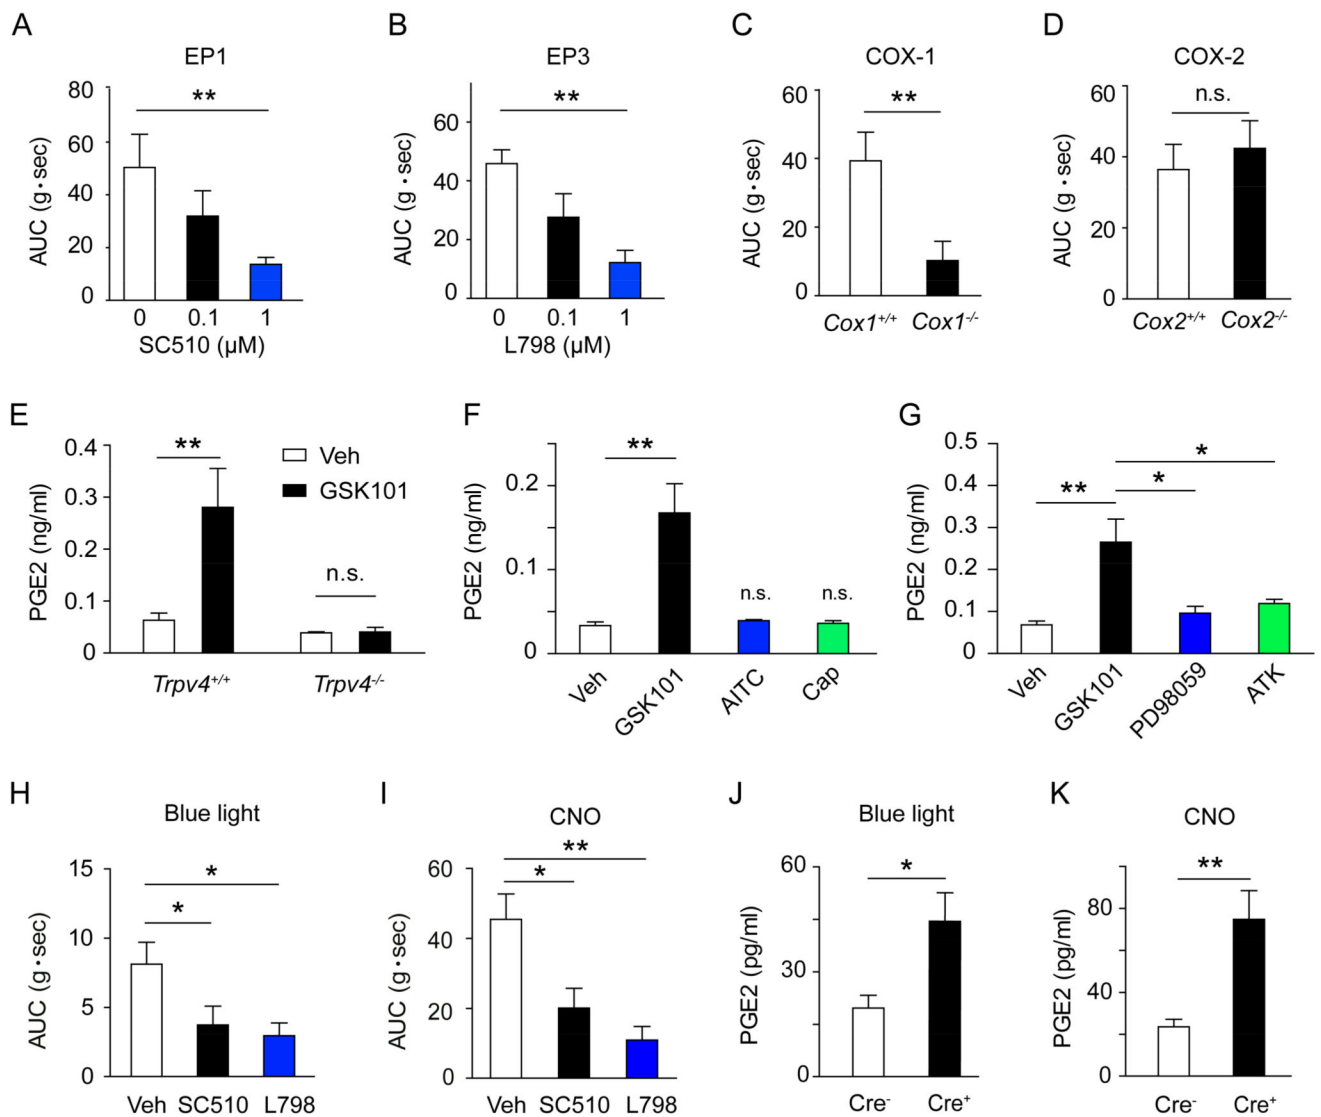 A
EP1
80
60
40
20
0
AUC (g·sec)
**
0 0.1 1
SC510 (μM)
B
EP3
60
40
20
0
AUC (g·sec)
**
0 0.1 1
L798 (μM)
C
COX-1
60
40
20
0
AUC (g·sec)
**
Cox1+/+ Cox1-/-
D
COX-2
60
40
20
0
AUC (g·sec)
n.s.
Cox2+/+ Cox2-/-
E
0.4
0.3
0.2
0.1
0
PGE2 (ng/ml)
**
n.s.
Veh
GSK101
Trpv4+/+ Trpv4-/-
F
0.2
0.1
0
PGE2 (ng/ml)
**
n.s. n.s.
Veh GSK101 AITC Cap
G
0.5
0.4
0.3
0.2
0.1
0
PGE2 (ng/ml)
*
** *
Veh GSK101 PD98059 ATK
H
Blue light
15
10
5
0
AUC (g·sec)
*
*
Veh SC510 L798
I
CNO
60
40
20
0
AUC (g·sec)
**
*
Veh SC510 L798
J
Blue light
60
30
0
PGE2 (pg/ml)
*
Cre- Cre+
K
CNO
80
40
0
PGE2 (pg/ml)
**
Cre- Cre+